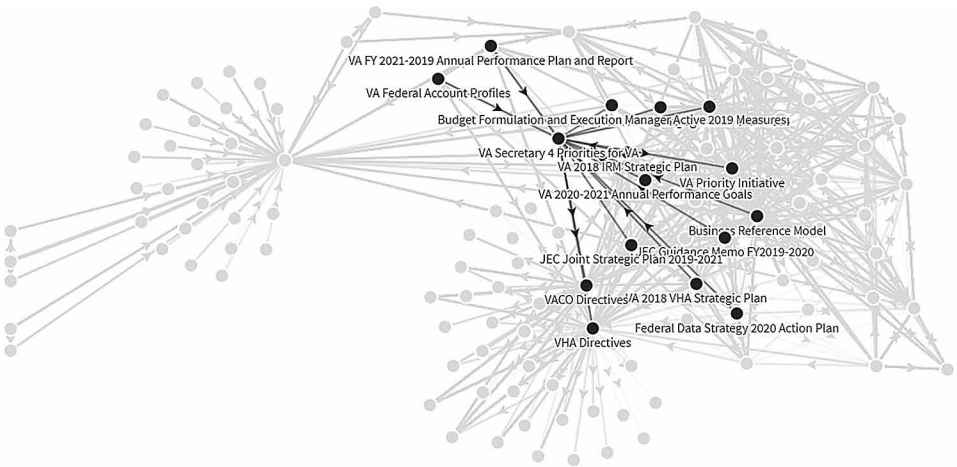 VA FY 2021-2019 Annual Performance Plan and Report
VA Federal Account Profiles
Budget Formulation and Execution Manager
Active 2019 Measures
VA Secretary 4 Priorities for VA
VA 2018 IRM Strategic Plan
VA Priority Initiative
VA 2020-2021 Annual Performance Goals
Business Reference Model
JEC Guidance Memo FY2019-2020
JEC Joint Strategic Plan 2019-2021
VACO Directives
VA 2018 VHA Strategic Plan
Federal Data Strategy 2020 Action Plan
VHA Directives